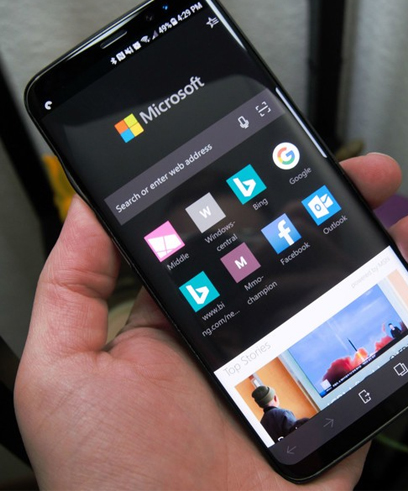 49% 4:29 PM
Microsoft
Search or enter web address
Middle
W
Windows-
central
Bing
G
Google
www.bi
ng.com/ne...
M
Mmo-
champion
f
Facebook
Outlook
Top Stories